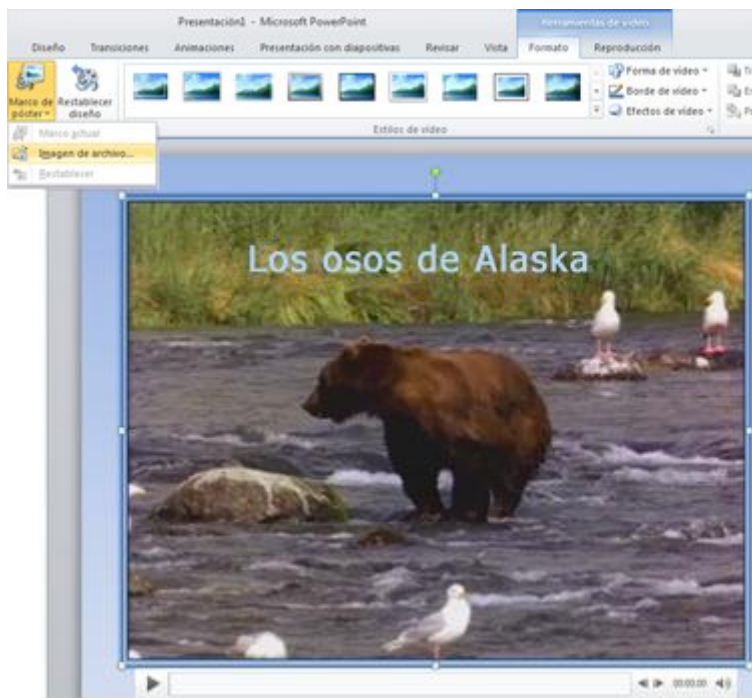 Presentación1 - Microsoft PowerPoint
Herramientas de vídeo
Diseño Transiciones Animaciones Presentación con diapositivas Revisar Vista Formato Reproducción
Marco de póster
Restablecer diseño
Forma de vídeo
Borde de vídeo
Efectos de vídeo
Estilos de vídeo
Marco actual
Imagen de archivo...
Restablecer
Los osos de Alaska
00:00.00